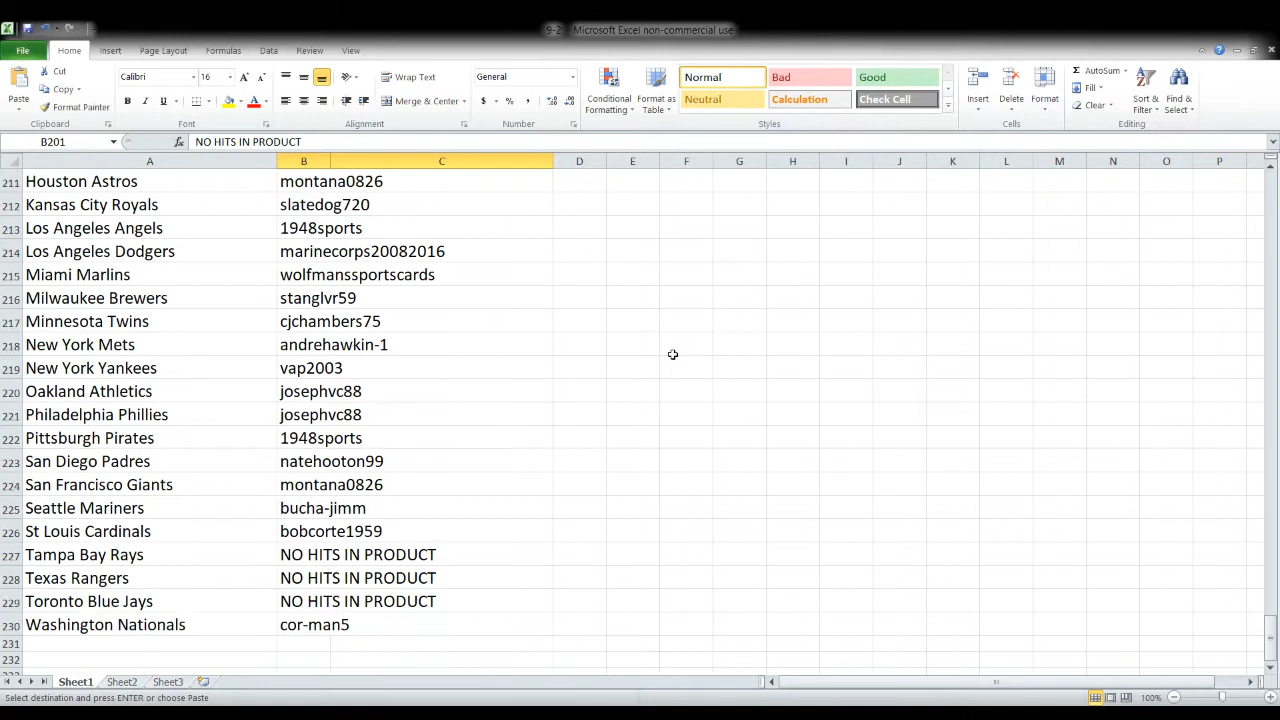 9-2 - Microsoft Excel non-commercial use
File Home Insert Page Layout Formulas Data Review View
Paste Cut Copy Format Painter Clipboard
Calibri 16 B I U A Font
Wrap Text Merge & Center Alignment
General $ % , Number
Conditional Formatting Format as Table Normal Bad Good Neutral Calculation Check Cell Styles
Insert Delete Format Cells
AutoSum Fill Clear Sort & Filter Find & Select Editing
B201 fx NO HITS IN PRODUCT
A B C D E F G H I J K L M N O P
211 Houston Astros montana0826
212 Kansas City Royals slatedog720
213 Los Angeles Angels 1948sports
214 Los Angeles Dodgers marinecorps20082016
215 Miami Marlins wolfmanssportscards
216 Milwaukee Brewers stanglvr59
217 Minnesota Twins cjchambers75
218 New York Mets andrehawkin-1
219 New York Yankees vap2003
220 Oakland Athletics josephvc88
221 Philadelphia Phillies josephvc88
222 Pittsburgh Pirates 1948sports
223 San Diego Padres natehooton99
224 San Francisco Giants montana0826
225 Seattle Mariners bucha-jimm
226 St Louis Cardinals bobcorte1959
227 Tampa Bay Rays NO HITS IN PRODUCT
228 Texas Rangers NO HITS IN PRODUCT
229 Toronto Blue Jays NO HITS IN PRODUCT
230 Washington Nationals cor-man5
231
232
Sheet1 Sheet2 Sheet3
Select destination and press ENTER or choose Paste 100%